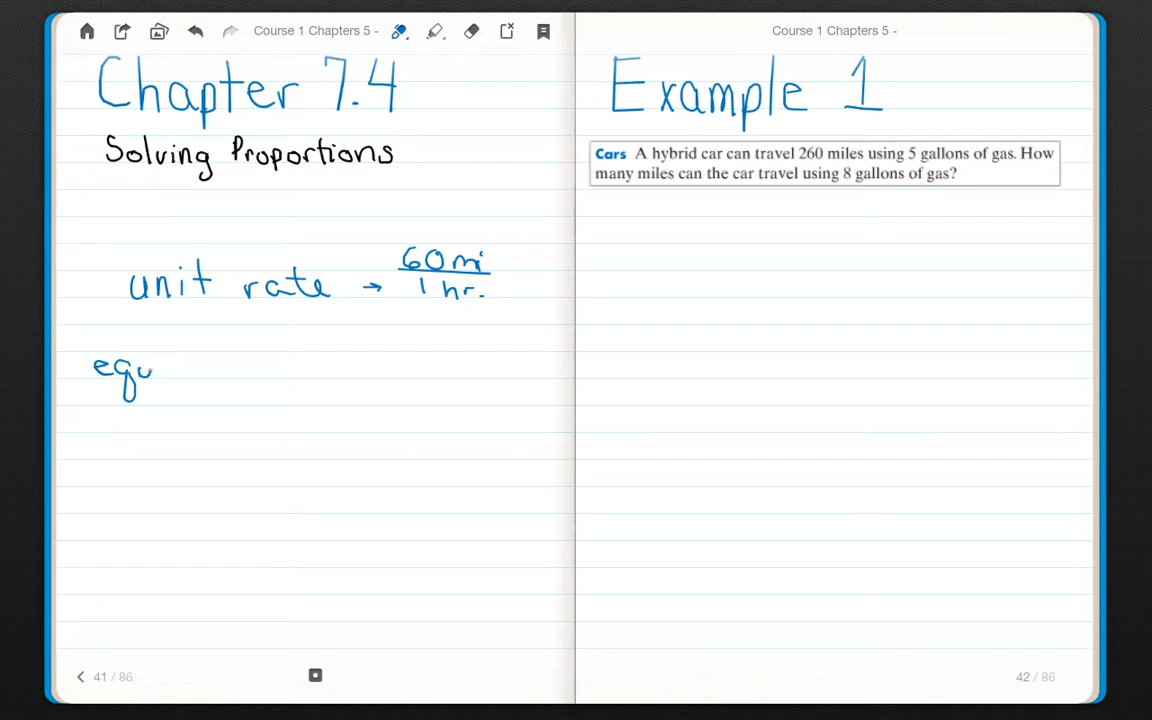 Course 1 Chapters 5 -
Chapter 7.4
Solving Proportions
unit rate → 60 mi
1 hr.
equ
41 / 86
Course 1 Chapters 5 -
Example 1
Cars A hybrid car can travel 260 miles using 5 gallons of gas. How
many miles can the car travel using 8 gallons of gas?
42 / 86